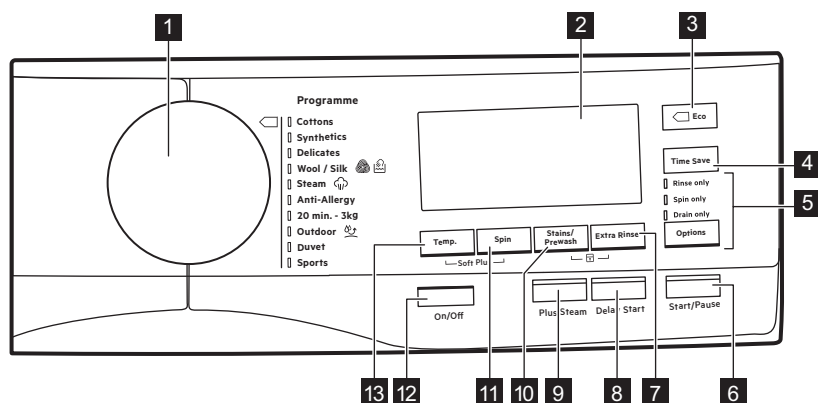 1
2
3
Programme
Cottons
Synthetics
Delicates
Wool / Silk
Steam
Anti-Allergy
20 min. - 3kg
Outdoor
Duvet
Sports
Eco
Time Save
4
Rinse only
Spin only
Drain only
5
Options
Temp.
Spin
Stains/
Prewash
Extra Rinse
Soft Plus
On/Off
Plus Steam
Delay Start
Start/Pause
13
12
11
10
9
8
7
6